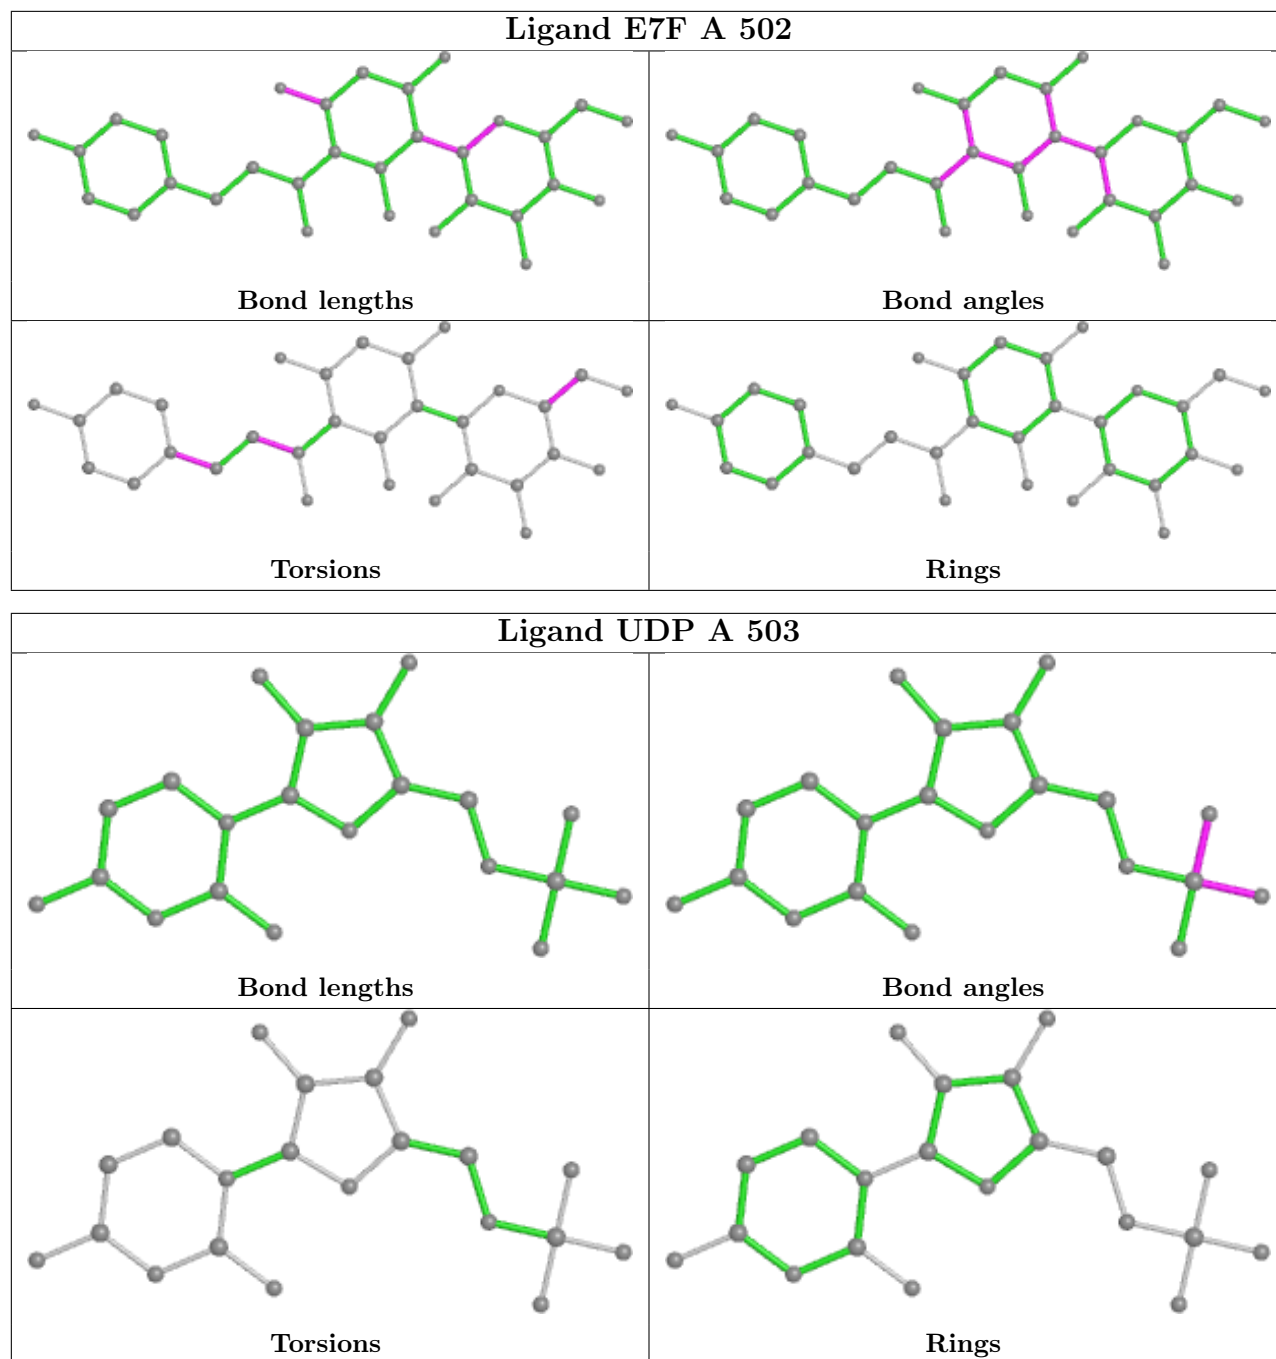 Ligand E7F A 502
Bond lengths
Bond angles
Torsions
Rings
Ligand UDP A 503
Bond lengths
Bond angles
Torsions
Rings